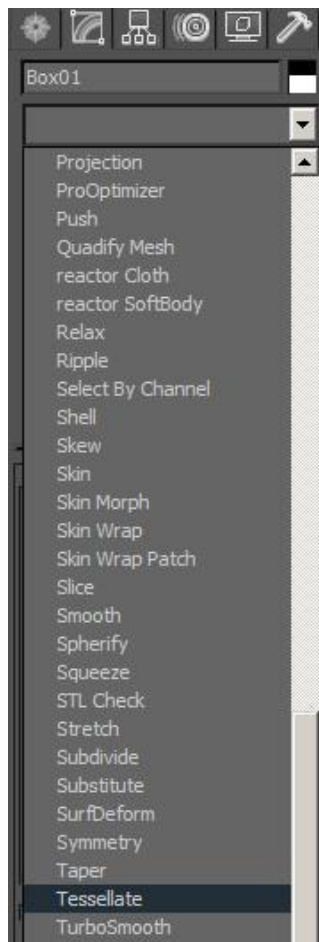 Box01
Projection
ProOptimizer
Push
Quadify Mesh
reactor Cloth
reactor SoftBody
Relax
Ripple
Select By Channel
Shell
Skew
Skin
Skin Morph
Skin Wrap
Skin Wrap Patch
Slice
Smooth
Spherify
Squeeze
STL Check
Stretch
Subdivide
Substitute
SurfDeform
Symmetry
Taper
Tessellate
TurboSmooth